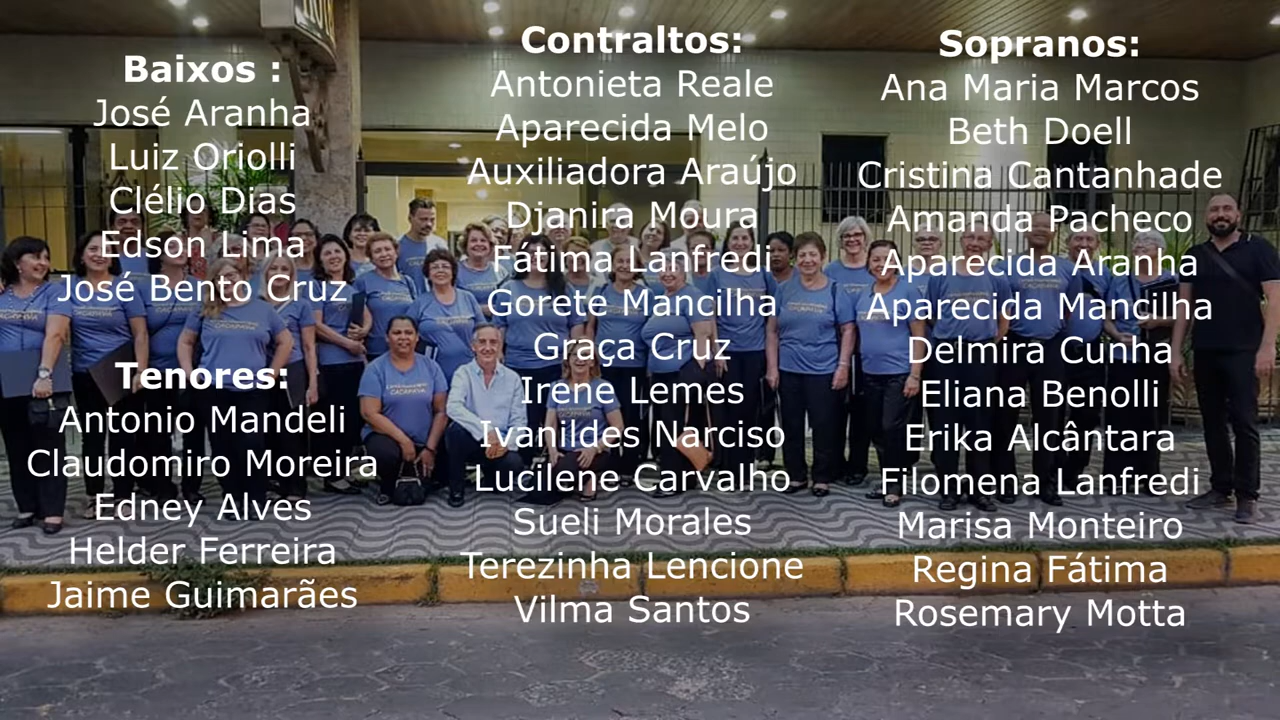 Baixos :
José Aranha
Luiz Oriolli
Clélio Dias
Edson Lima
José Bento Cruz
Tenores:
Antonio Mandeli
Claudomiro Moreira
Edney Alves
Helder Ferreira
Jaime Guimarães
Contraltos:
Antonieta Reale
Aparecida Melo
Auxiliadora Araújo
Djanira Moura
Fátima Lanfredi
Gorete Mancilha
Graça Cruz
Irene Lemes
Ivanildes Narciso
Lucilene Carvalho
Sueli Morales
Terezinha Lencione
Vilma Santos
Sopranos:
Ana Maria Marcos
Beth Doell
Cristina Cantanhade
Amanda Pacheco
Aparecida Aranha
Aparecida Mancilha
Delmira Cunha
Eliana Benolli
Erika Alcântara
Filomena Lanfredi
Marisa Monteiro
Regina Fátima
Rosemary Motta